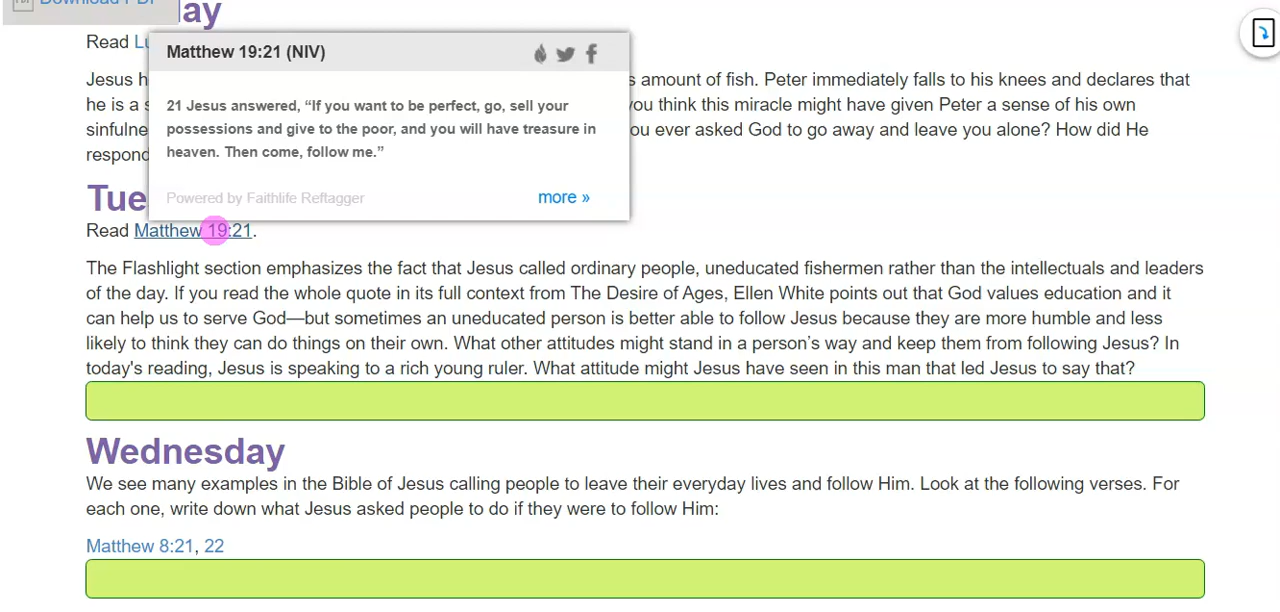 Download PDF
ay
Read Lu
Matthew 19:21 (NIV)
21 Jesus answered, “If you want to be perfect, go, sell your
possessions and give to the poor, and you will have treasure in
heaven. Then come, follow me.”
Powered by Faithlife Reftagger
more »
Jesus h s amount of fish. Peter immediately falls to his knees and declares that
he is a s you think this miracle might have given Peter a sense of his own
sinfulne ou ever asked God to go away and leave you alone? How did He
respond
Tue
Read Matthew 19:21.
The Flashlight section emphasizes the fact that Jesus called ordinary people, uneducated fishermen rather than the intellectuals and leaders
of the day. If you read the whole quote in its full context from The Desire of Ages, Ellen White points out that God values education and it
can help us to serve God—but sometimes an uneducated person is better able to follow Jesus because they are more humble and less
likely to think they can do things on their own. What other attitudes might stand in a person’s way and keep them from following Jesus? In
today's reading, Jesus is speaking to a rich young ruler. What attitude might Jesus have seen in this man that led Jesus to say that?
Wednesday
We see many examples in the Bible of Jesus calling people to leave their everyday lives and follow Him. Look at the following verses. For
each one, write down what Jesus asked people to do if they were to follow Him:
Matthew 8:21, 22